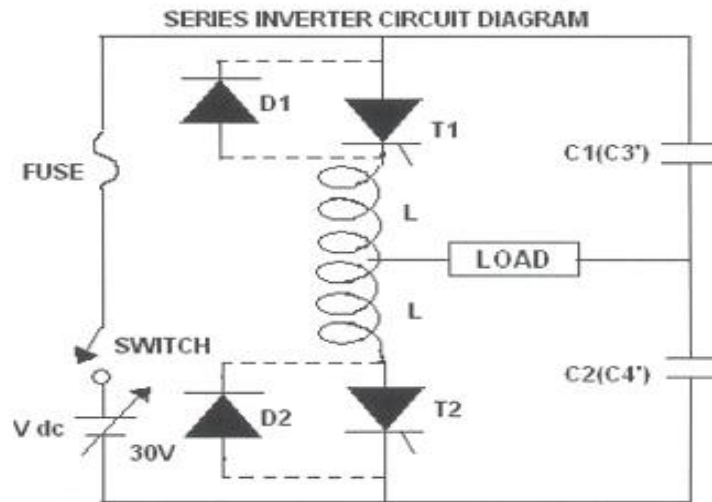 SERIES INVERTER CIRCUIT DIAGRAM
D1
T1
FUSE
C1(C3')
L
LOAD
L
SWITCH
C2(C4')
V dc
30V
D2
T2